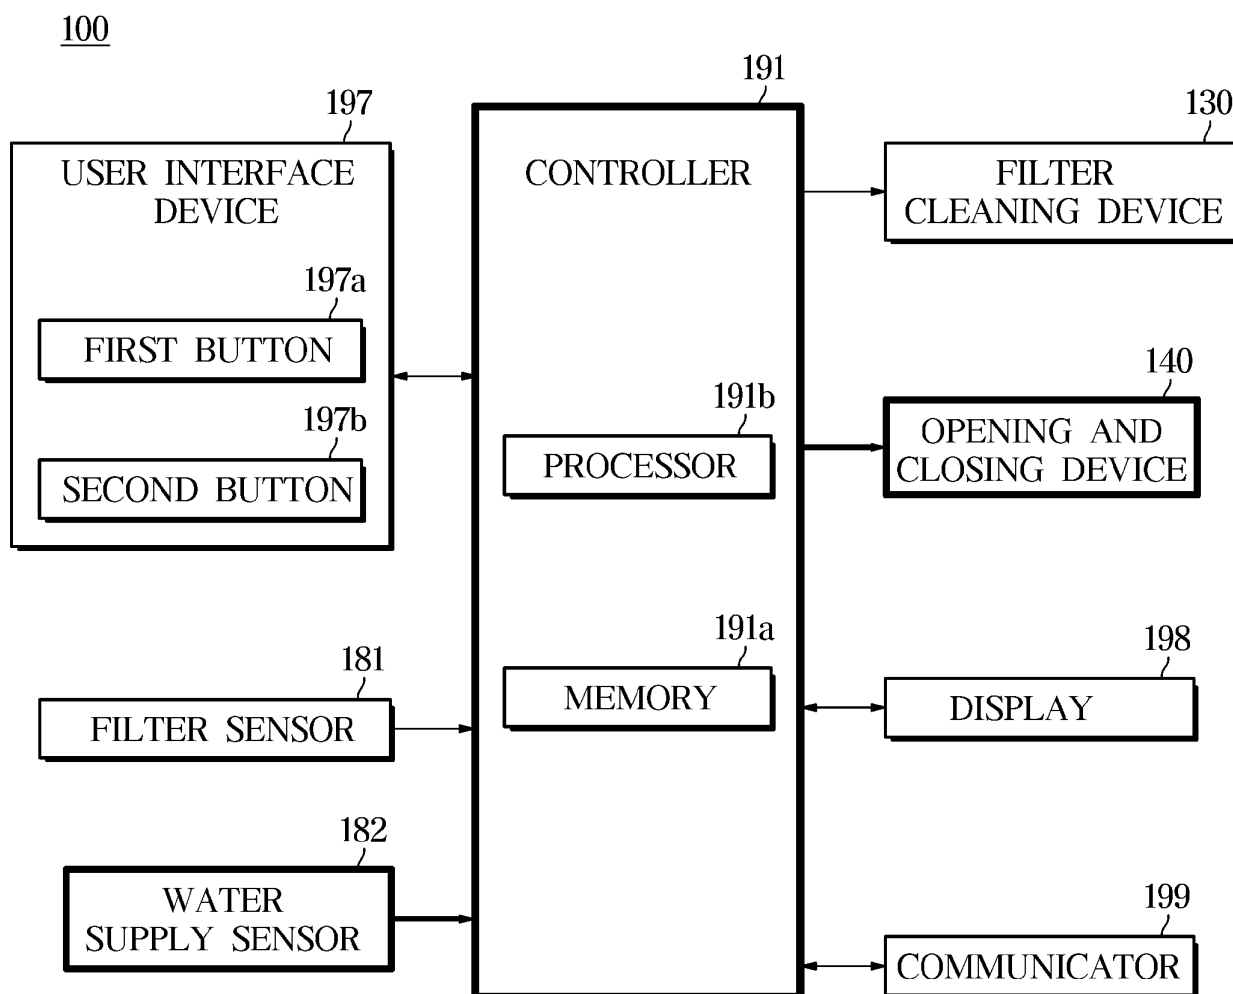 100
197
USER INTERFACE
DEVICE
197a
FIRST BUTTON
197b
SECOND BUTTON
181
FILTER SENSOR
182
WATER
SUPPLY SENSOR
191
CONTROLLER
191b
PROCESSOR
191a
MEMORY
130
FILTER
CLEANING DEVICE
140
OPENING AND
CLOSING DEVICE
198
DISPLAY
199
COMMUNICATOR